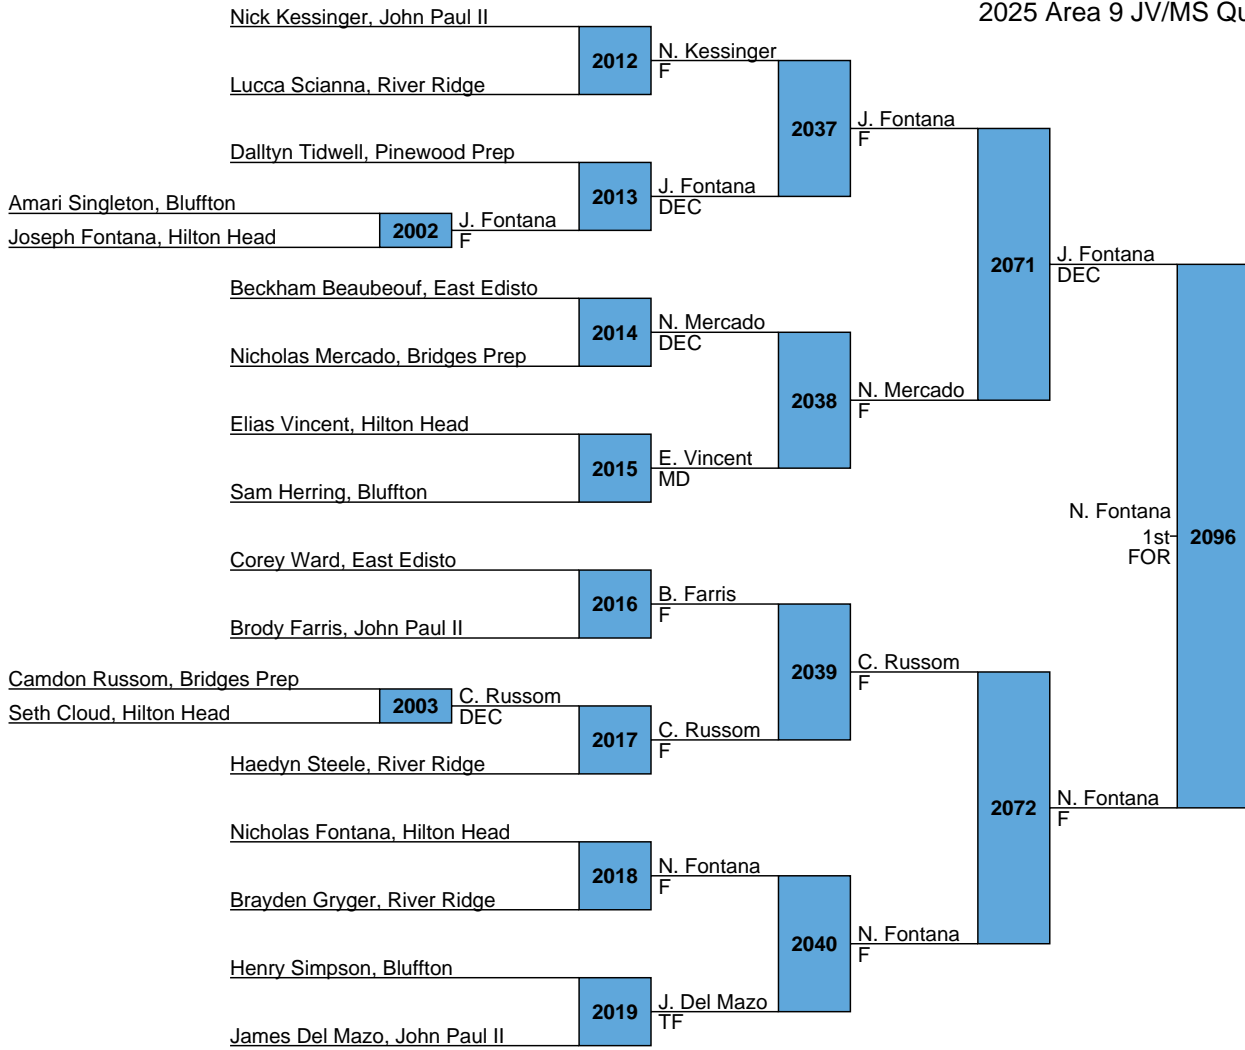 2025 Area 9 JV/MS Qu
Nick Kessinger, John Paul II
2012
N. Kessinger
F
Lucca Scianna, River Ridge
2037
J. Fontana
F
Dalltyn Tidwell, Pinewood Prep
2013
J. Fontana
DEC
Amari Singleton, Bluffton
2002
J. Fontana
F
Joseph Fontana, Hilton Head
2071
J. Fontana
DEC
Beckham Beaubeouf, East Edisto
2014
N. Mercado
DEC
Nicholas Mercado, Bridges Prep
2038
N. Mercado
F
Elias Vincent, Hilton Head
2015
E. Vincent
MD
Sam Herring, Bluffton
N. Fontana
1st
FOR
2096
Corey Ward, East Edisto
2016
B. Farris
F
Brody Farris, John Paul II
2039
C. Russom
F
Camdon Russom, Bridges Prep
2003
C. Russom
DEC
Seth Cloud, Hilton Head
2017
C. Russom
F
Haedyn Steele, River Ridge
2072
N. Fontana
F
Nicholas Fontana, Hilton Head
2018
N. Fontana
F
Brayden Gryger, River Ridge
2040
N. Fontana
F
Henry Simpson, Bluffton
2019
J. Del Mazo
TF
James Del Mazo, John Paul II